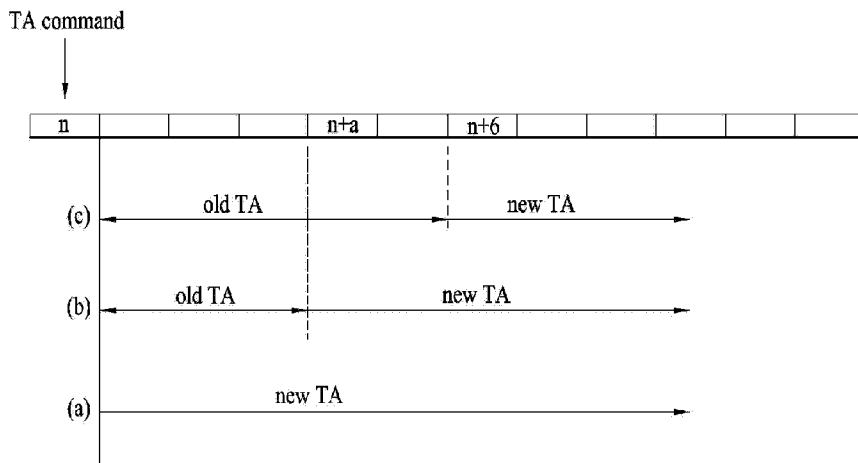 TA command
n n+a n+6
(c) old TA new TA
(b) old TA new TA
(a) new TA